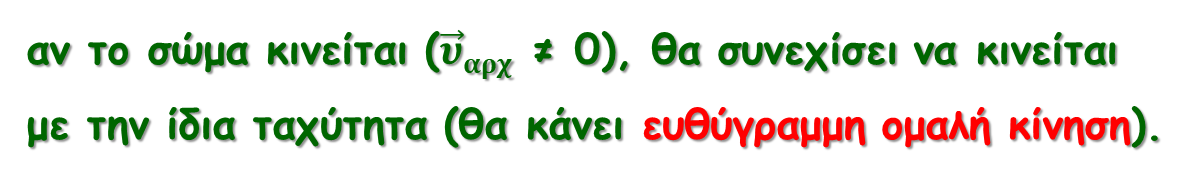 αν το σώμα κινείται (υ⃗αρχ ≠ 0), θα συνεχίσει να κινείται
με την ίδια ταχύτητα (θα κάνει ευθύγραμμη ομαλή κίνηση).